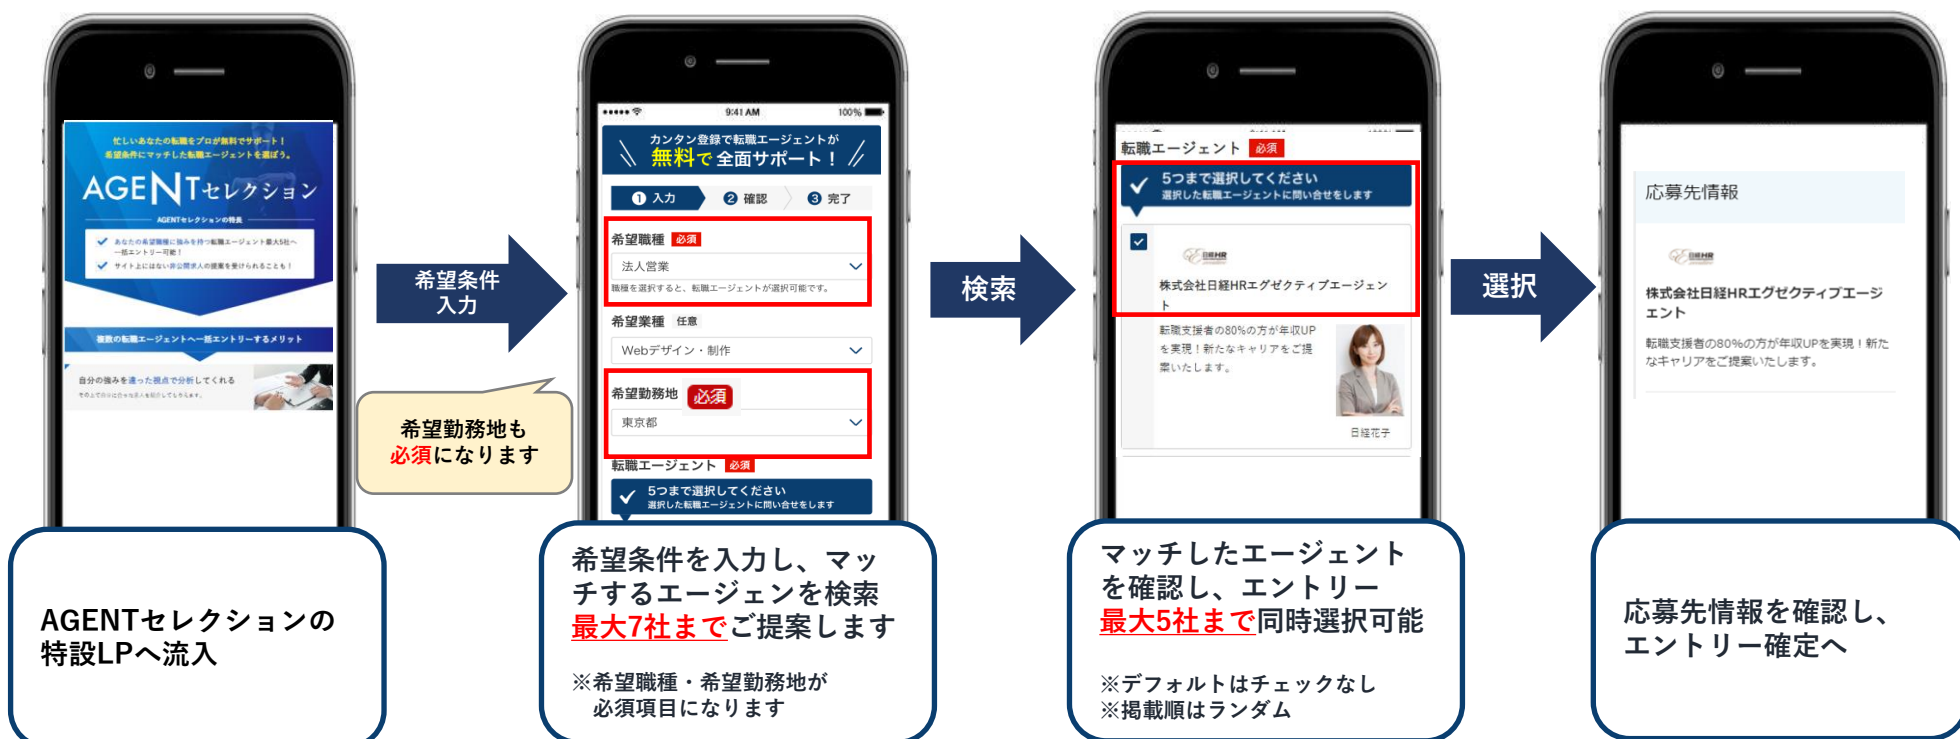 忙しいあなたの転職をプロが無料でサポート！
希望条件にマッチした転職エージェントを選ぼう。
AGENTセレクション
AGENTセレクションの特長
あなたの希望職種に強みを持つ転職エージェント最大5社へ
一括エントリー可能！
サイト上にはない非公開求人の提案を受けられることも！
複数の転職エージェントへ一括エントリーするメリット
自分の強みを違った視点で分析してくれる
AGENTセレクションの
特設LPへ流入
希望条件
入力
希望勤務地も
必須になります
9:41 AM
100%
カンタン登録で転職エージェントが
無料で全面サポート！
1 入力
2 確認
3 完了
希望職種 必須
法人営業
職種を選択すると、転職エージェントが選択可能です。
希望業種 任意
Webデザイン・制作
希望勤務地 必須
東京都
転職エージェント 必須
5つまで選択してください
選択した転職エージェントに問い合せをします
希望条件を入力し、マッ
チするエージェンを検索
最大7社までご提案します
※希望職種・希望勤務地が
必須項目になります
検索
転職エージェント 必須
5つまで選択してください
選択した転職エージェントに問い合せをします
日経HR
株式会社日経HRエグゼクティブエージェン
ト
転職支援者の80%の方が年収UP
を実現！新たなキャリアをご提
案いたします。
日経花子
マッチしたエージェント
を確認し、エントリー
最大5社まで同時選択可能
※デフォルトはチェックなし
※掲載順はランダム
選択
応募先情報
日経HR
株式会社日経HRエグゼクティブエージ
ェント
転職支援者の80%の方が年収UPを実現！新た
なキャリアをご提案いたします。
応募先情報を確認し、
エントリー確定へ